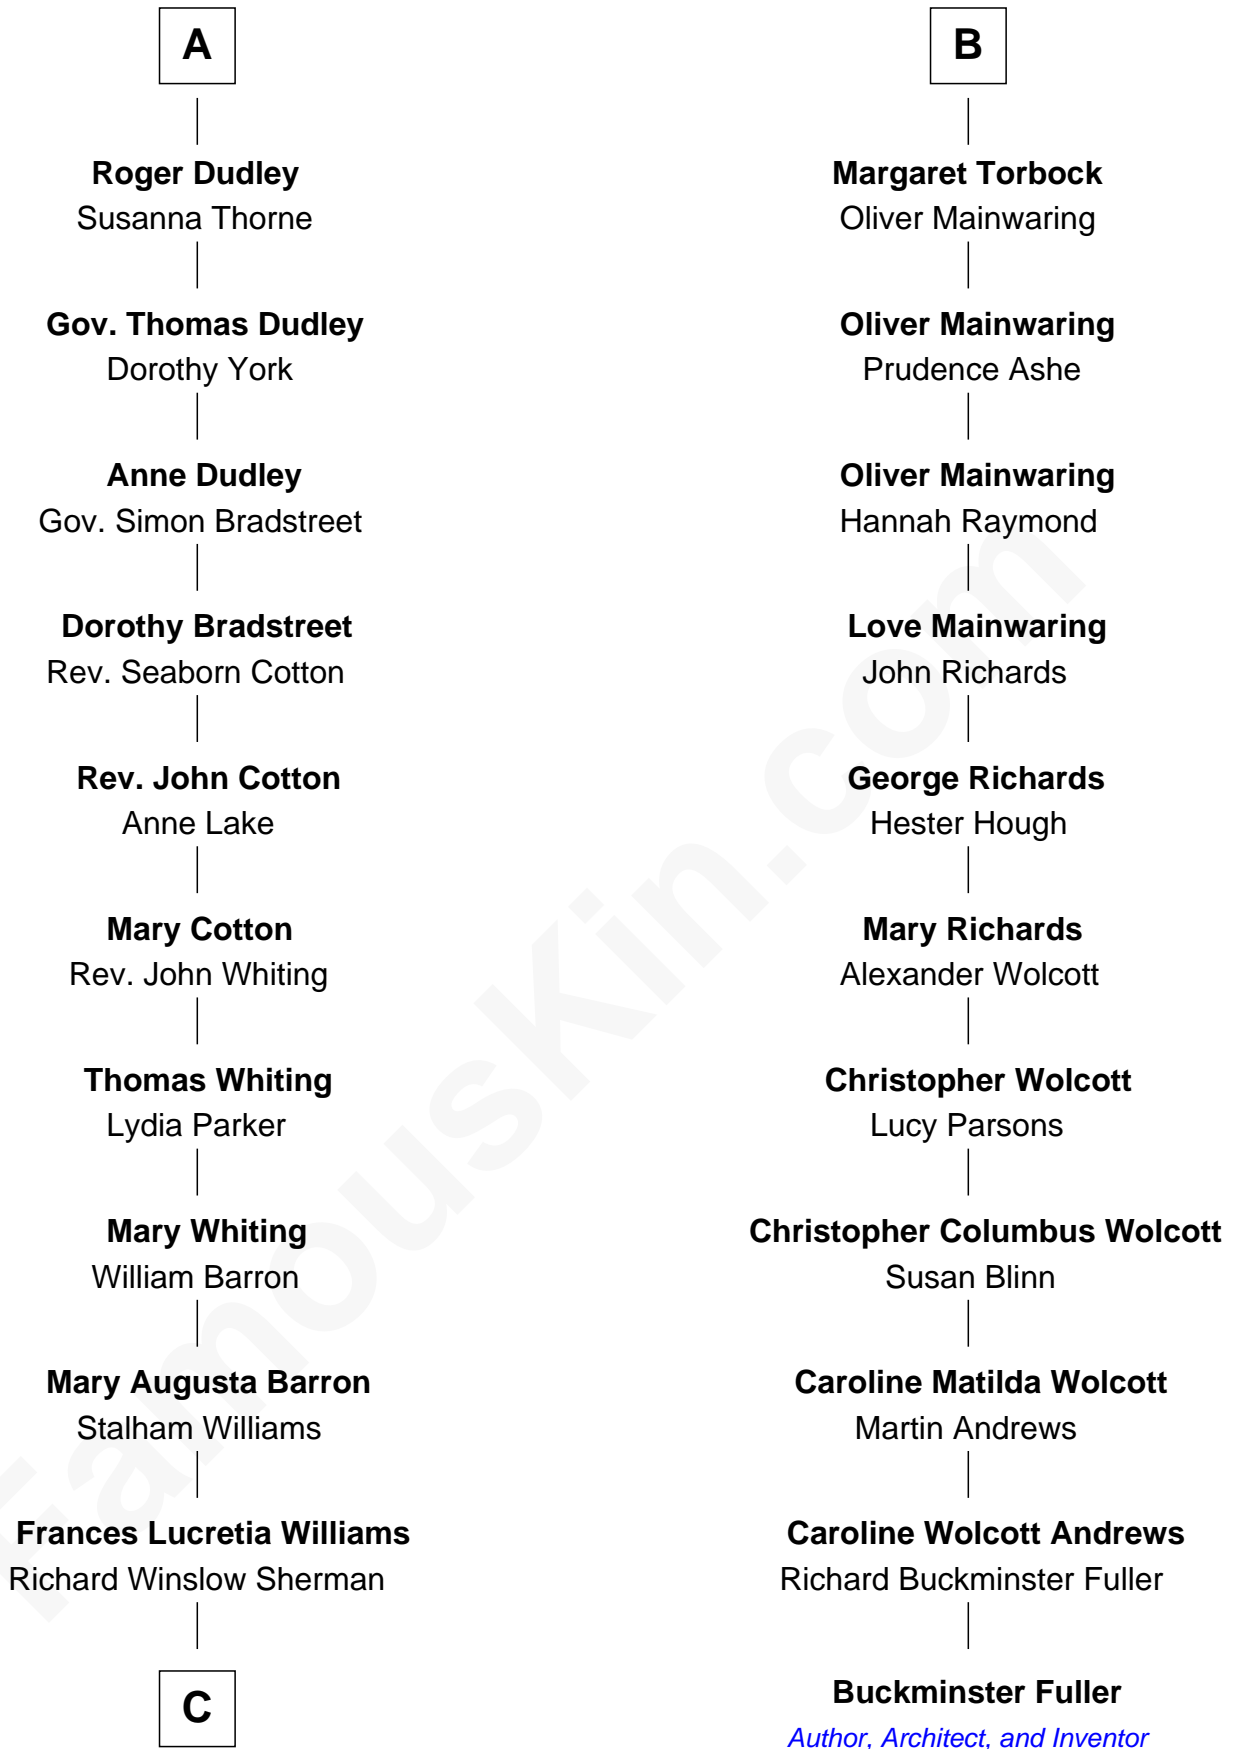 A
Roger Dudley
Susanna Thorne
Gov. Thomas Dudley
Dorothy York
Anne Dudley
Gov. Simon Bradstreet
Dorothy Bradstreet
Rev. Seaborn Cotton
Rev. John Cotton
Anne Lake
Mary Cotton
Rev. John Whiting
Thomas Whiting
Lydia Parker
Mary Whiting
William Barron
Mary Augusta Barron
Stalham Williams
Frances Lucretia Williams
Richard Winslow Sherman
C
B
Margaret Torbock
Oliver Mainwaring
Oliver Mainwaring
Prudence Ashe
Oliver Mainwaring
Hannah Raymond
Love Mainwaring
John Richards
George Richards
Hester Hough
Mary Richards
Alexander Wolcott
Christopher Wolcott
Lucy Parsons
Christopher Columbus Wolcott
Susan Blinn
Caroline Matilda Wolcott
Martin Andrews
Caroline Wolcott Andrews
Richard Buckminster Fuller
Buckminster Fuller
Author, Architect, and Inventor
FamousKin.com